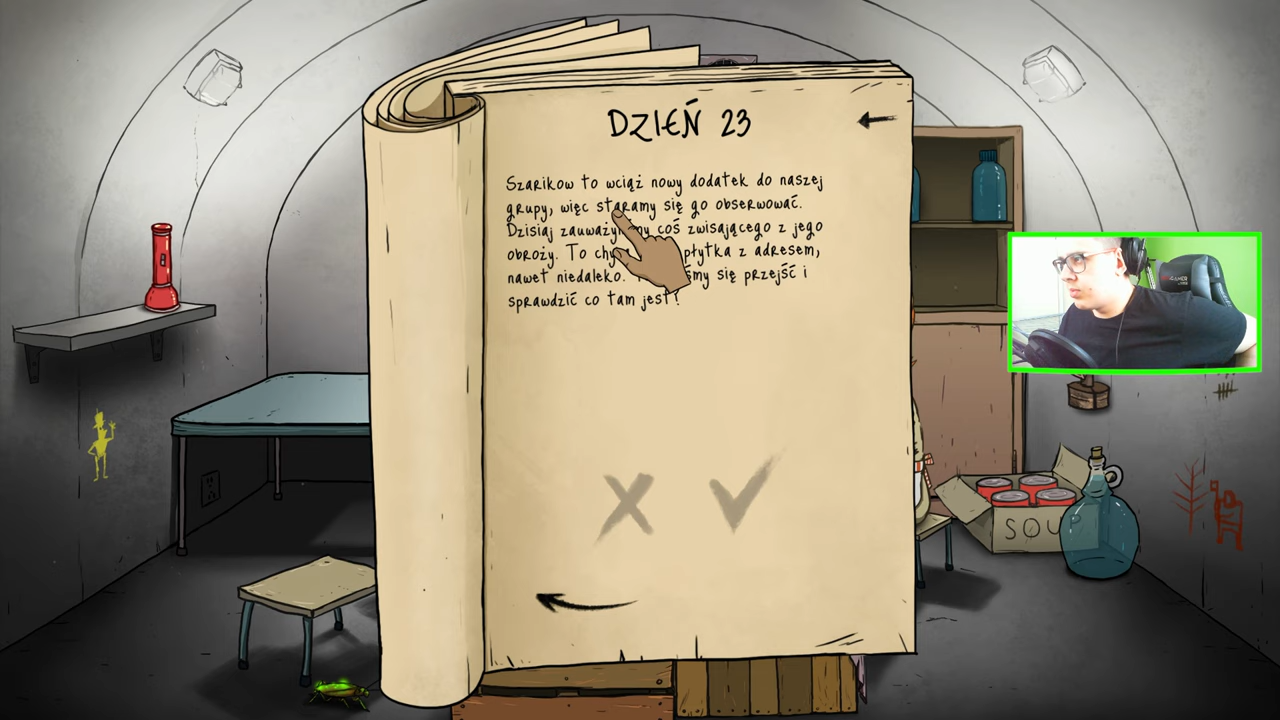 DZIEŃ 23
Szarikow to wciąż nowy dodatek do naszej
grupy, więc staramy się go obserwować.
Dzisiaj coś zwisającego z jego
obroży. To płytka z adresem,
nawet niedaleko. się przejść i
sprawdzić co tam jest?
SOUP